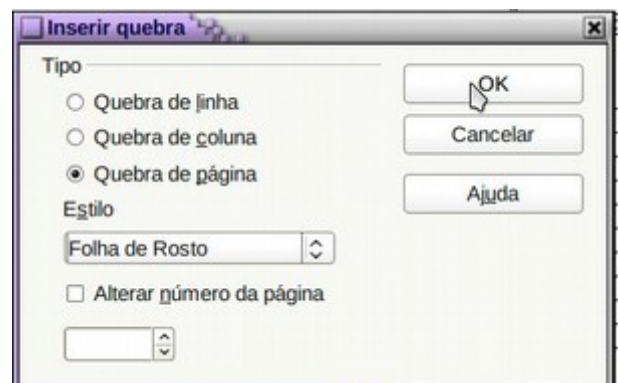 Inserir quebra
Tipo
Quebra de linha
Quebra de coluna
Quebra de página
Estilo
Folha de Rosto
Alterar número da página
OK
Cancelar
Ajuda